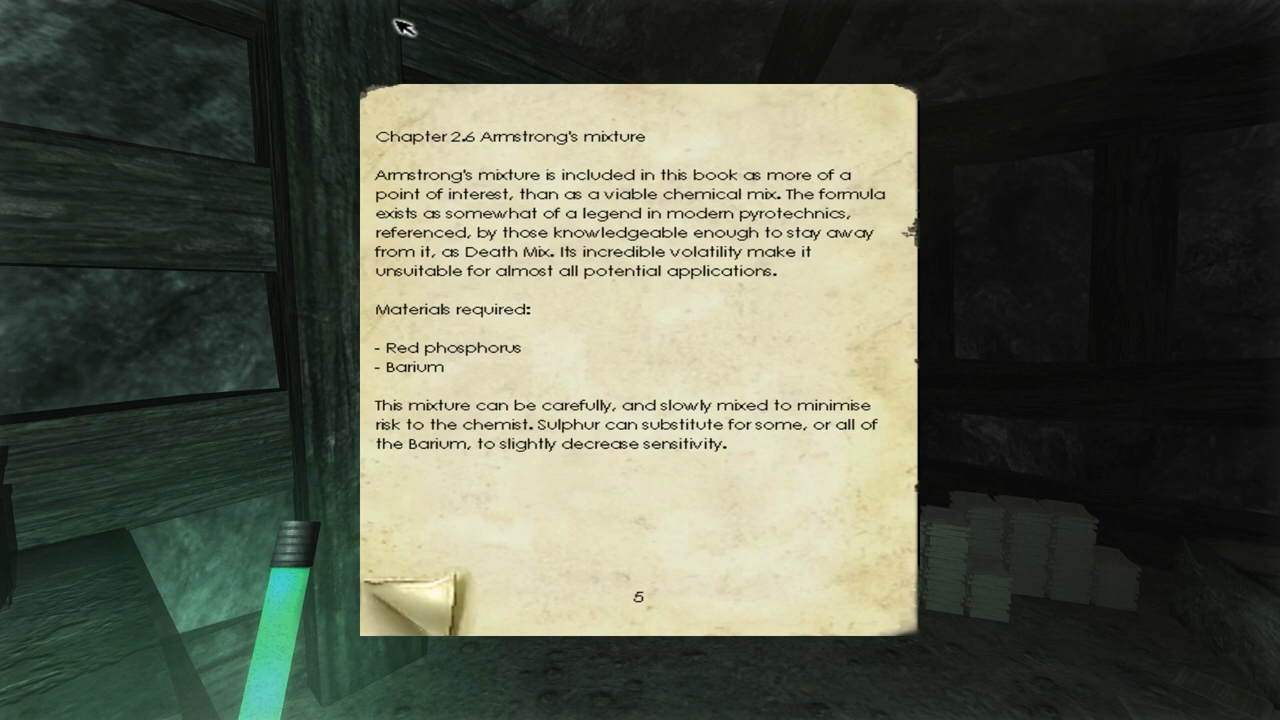 Chapter 2.6 Armstrong's mixture
Armstrong's mixture is included in this book as more of a
point of interest, than as a viable chemical mix. The formula
exists as somewhat of a legend in modern pyrotechnics,
referenced, by those knowledgeable enough to stay away
from it, as Death Mix. Its incredible volatility make it
unsuitable for almost all potential applications.
Materials required:
- Red phosphorus
- Barium
This mixture can be carefully, and slowly mixed to minimise
risk to the chemist. Sulphur can substitute for some, or all of
the Barium, to slightly decrease sensitivity.
5